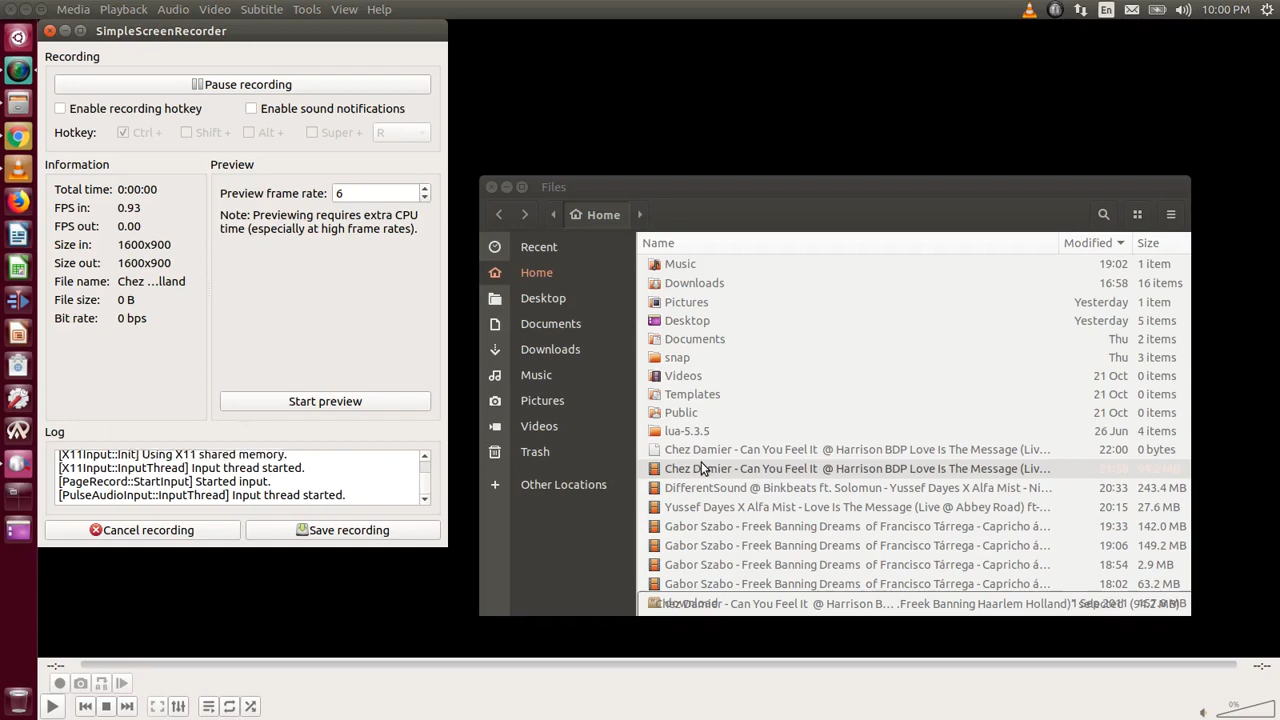 Media Playback Audio Video Subtitle Tools View Help En 10:00 PM
SimpleScreenRecorder
Recording
Pause recording
Enable recording hotkey Enable sound notifications
Hotkey: Ctrl + Shift + Alt + Super + R
Information
Total time: 0:00:00
FPS in: 0.93
FPS out: 0.00
Size in: 1600x900
Size out: 1600x900
File name: Chez ...lland
File size: 0 B
Bit rate: 0 bps
Preview
Preview frame rate: 6
Note: Previewing requires extra CPU
time (especially at high frame rates).
Start preview
Log
[X11Input::Init] Using X11 shared memory.
[X11Input::InputThread] Input thread started.
[PageRecord::StartInput] Started input.
[PulseAudioInput::InputThread] Input thread started.
Cancel recording Save recording
Files
Home
Recent
Home
Desktop
Documents
Downloads
Music
Pictures
Videos
Trash
Other Locations
Name Modified Size
Music 19:02 1 item
Downloads 16:58 16 items
Pictures Yesterday 1 item
Desktop Yesterday 5 items
Documents Thu 2 items
snap Thu 3 items
Videos 21 Oct 0 items
Templates 21 Oct 0 items
Public 21 Oct 0 items
lua-5.3.5 26 Jun 4 items
Chez Damier - Can You Feel It @ Harrison BDP Love Is The Message (Liv... 22:00 0 bytes
Chez Damier - Can You Feel It @ Harrison BDP Love Is The Message (Liv...
DifferentSound @ Binkbeats ft. Solomun - Yussef Dayes X Alfa Mist - Ni... 20:33 243.4 MB
Yussef Dayes X Alfa Mist - Love Is The Message (Live @ Abbey Road) ft-... 20:15 27.6 MB
Gabor Szabo - Freek Banning Dreams of Francisco Tárrega - Capricho á... 19:33 142.0 MB
Gabor Szabo - Freek Banning Dreams of Francisco Tárrega - Capricho á... 19:06 149.2 MB
Gabor Szabo - Freek Banning Dreams of Francisco Tárrega - Capricho á... 18:54 2.9 MB
Gabor Szabo - Freek Banning Dreams of Francisco Tárrega - Capricho á... 18:02 63.2 MB
Damier - Can You Feel It @ Harrison B... .Freek Banning Haarlem Holland)" selected
--:-- --:--
0%